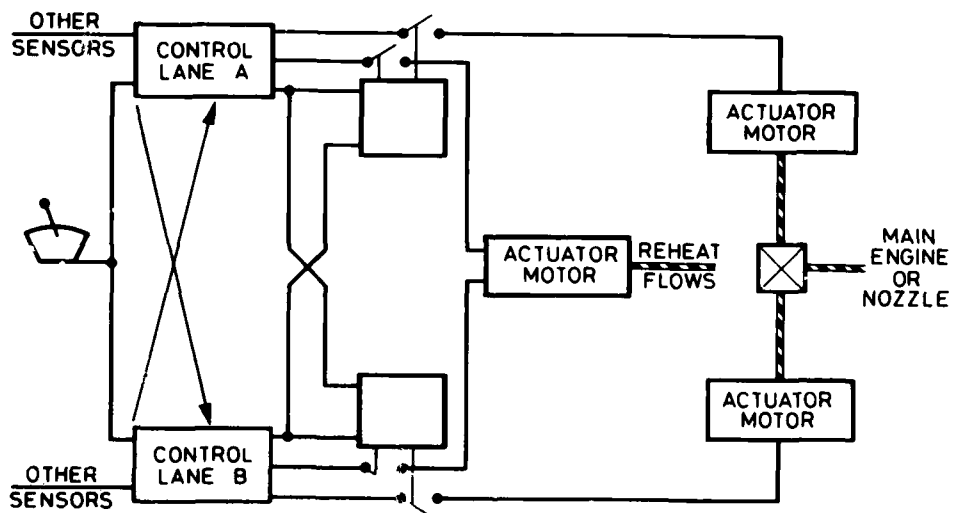 OTHER
SENSORS
CONTROL
LANE A
ACTUATOR
MOTOR
ACTUATOR
MOTOR
REHEAT
FLOWS
MAIN
ENGINE
OR
NOZZLE
ACTUATOR
MOTOR
CONTROL
LANE B
OTHER
SENSORS